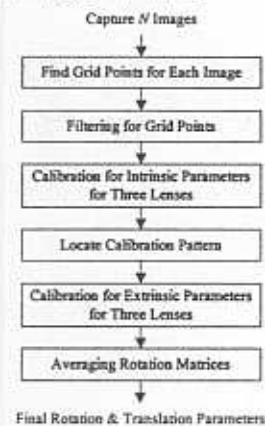 Capture N Images
Find Grid Points for Each Image
Filtering for Grid Points
Calibration for Intrinsic Parameters
for Three Lenses
Locate Calibration Pattern
Calibration for Extrinsic Parameters
for Three Lenses
Averaging Rotation Matrices
Final Rotation & Translation Parameters